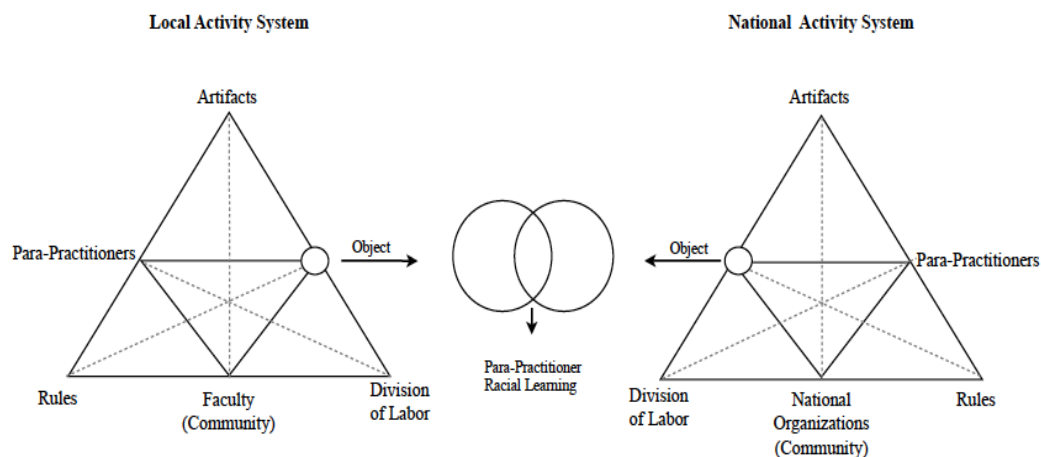 Local Activity System
National Activity System
Artifacts
Artifacts
Para-Practitioners
Object
Object
Para-Practitioners
Para-Practitioner
Racial Learning
Rules
Faculty
(Community)
Division
of Labor
Division
of Labor
National
Organizations
(Community)
Rules